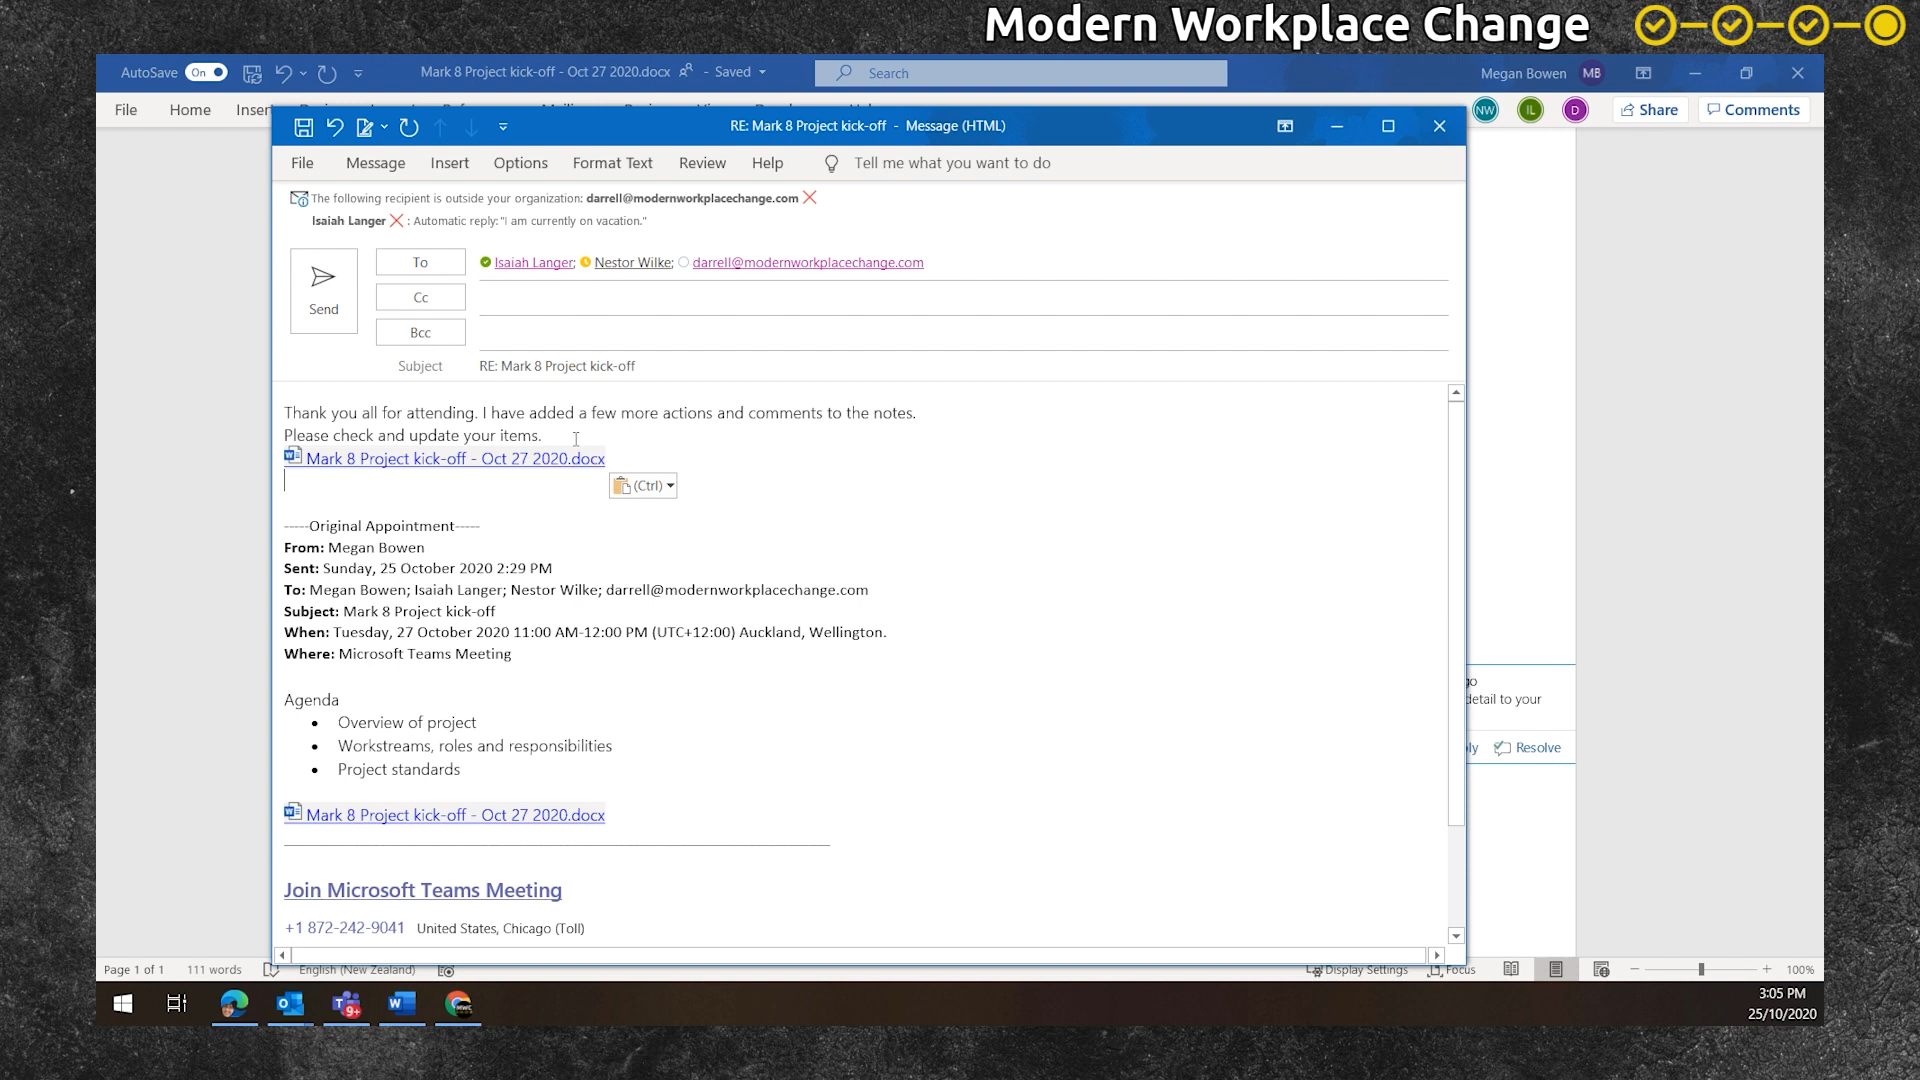 Modern Workplace Change
AutoSave On
Mark 8 Project kick-off - Oct 27 2020.docx - Saved
Search
Megan Bowen MB
File Home Inser
NW IL D Share Comments
RE: Mark 8 Project kick-off - Message (HTML)
File Message Insert Options Format Text Review Help Tell me what you want to do
The following recipient is outside your organization: darrell@modernworkplacechange.com
Isaiah Langer : Automatic reply: "I am currently on vacation."
Send
To Isaiah Langer; Nestor Wilke; darrell@modernworkplacechange.com
Cc
Bcc
Subject RE: Mark 8 Project kick-off
Thank you all for attending. I have added a few more actions and comments to the notes.
Please check and update your items.
Mark 8 Project kick-off - Oct 27 2020.docx
(Ctrl)
-----Original Appointment-----
From: Megan Bowen
Sent: Sunday, 25 October 2020 2:29 PM
To: Megan Bowen; Isaiah Langer; Nestor Wilke; darrell@modernworkplacechange.com
Subject: Mark 8 Project kick-off
When: Tuesday, 27 October 2020 11:00 AM-12:00 PM (UTC+12:00) Auckland, Wellington.
Where: Microsoft Teams Meeting
go
detail to your
ly Resolve
Agenda
• Overview of project
• Workstreams, roles and responsibilities
• Project standards
Mark 8 Project kick-off - Oct 27 2020.docx
Join Microsoft Teams Meeting
+1 872-242-9041 United States, Chicago (Toll)
Page 1 of 1 111 words English (New Zealand) Display Settings Focus 100%
9+
3:05 PM
25/10/2020